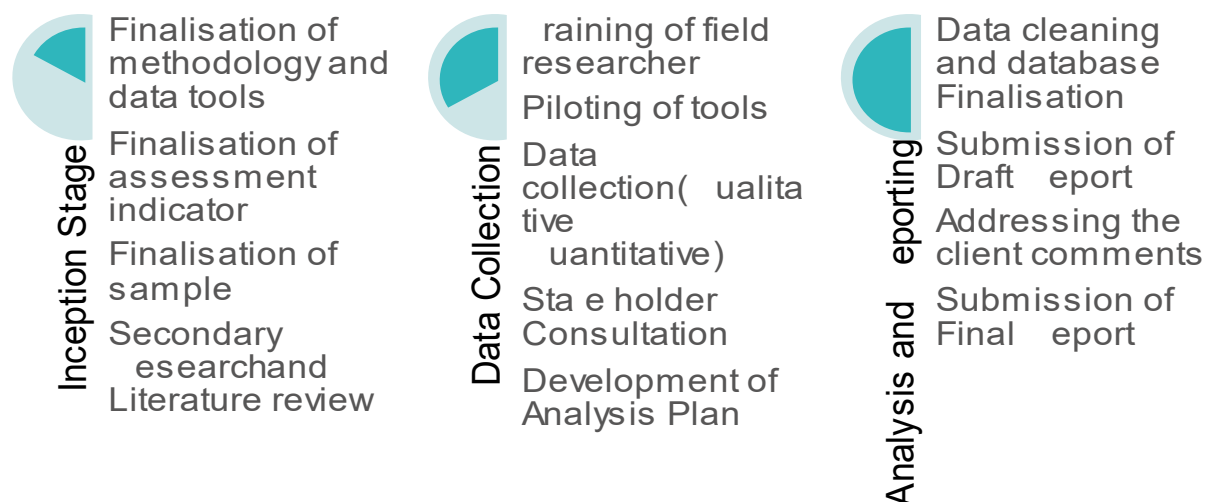 Inception Stage
Finalisation of
methodology and
data tools
Finalisation of
assessment
indicator
Finalisation of
sample
Secondary
esearchand
Literature review
Data Collection
raining of field
researcher
Piloting of tools
Data
collection( ualita
tive
uantitative)
Sta e holder
Consultation
Development of
Analysis Plan
Analysis and eporting
Data cleaning
and database
Finalisation
Submission of
Draft eport
Addressing the
client comments
Submission of
Final eport